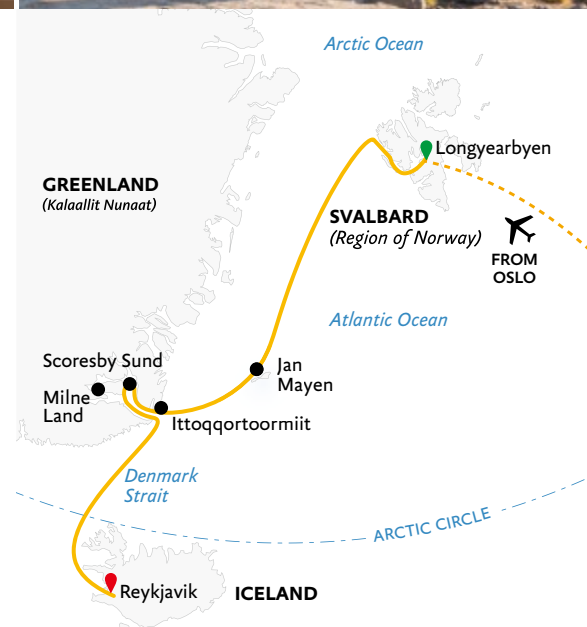 Arctic Ocean
Longyearbyen
GREENLAND
(Kalaallit Nunaat)
SVALBARD
(Region of Norway)
FROM
OSLO
Atlantic Ocean
Scoresby Sund
Jan
Mayen
Milne
Land
Ittoqqortoormiit
Denmark
Strait
ARCTIC CIRCLE
Reykjavik
ICELAND